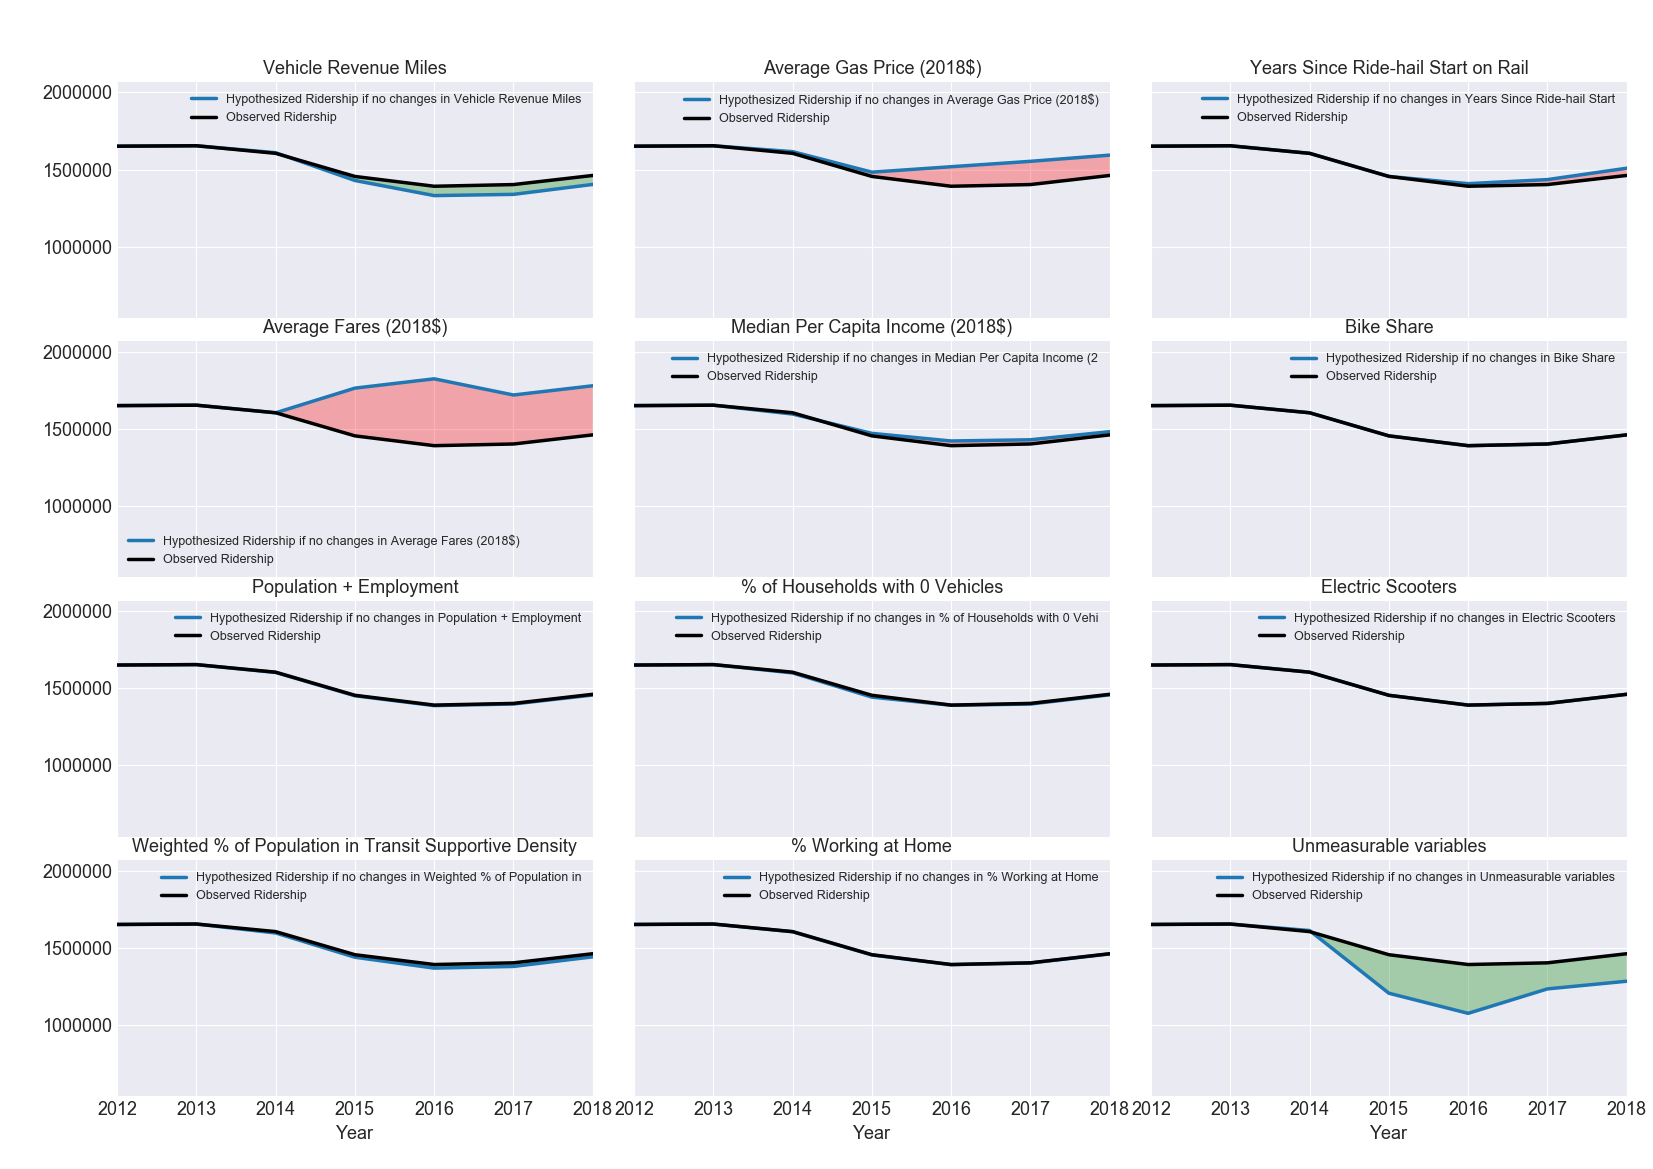 Vehicle Revenue Miles
Average Gas Price (2018$)
Years Since Ride-hail Start on Rail
2000000
1500000
1000000
Hypothesized Ridership if no changes in Vehicle Revenue Miles
Observed Ridership
Hypothesized Ridership if no changes in Average Gas Price (2018$)
Observed Ridership
Hypothesized Ridership if no changes in Years Since Ride-hail Start
Observed Ridership
Average Fares (2018$)
Median Per Capita Income (2018$)
Bike Share
2000000
1500000
1000000
Hypothesized Ridership if no changes in Average Fares (2018$)
Observed Ridership
Hypothesized Ridership if no changes in Median Per Capita Income (2
Observed Ridership
Hypothesized Ridership if no changes in Bike Share
Observed Ridership
Population + Employment
% of Households with 0 Vehicles
Electric Scooters
2000000
1500000
1000000
Hypothesized Ridership if no changes in Population + Employment
Observed Ridership
Hypothesized Ridership if no changes in % of Households with 0 Vehi
Observed Ridership
Hypothesized Ridership if no changes in Electric Scooters
Observed Ridership
Weighted % of Population in Transit Supportive Density
% Working at Home
Unmeasurable variables
2000000
1500000
1000000
Hypothesized Ridership if no changes in Weighted % of Population in
Observed Ridership
Hypothesized Ridership if no changes in % Working at Home
Observed Ridership
Hypothesized Ridership if no changes in Unmeasurable variables
Observed Ridership
2012 2013 2014 2015 2016 2017 2018
2012 2013 2014 2015 2016 2017 2018
2012 2013 2014 2015 2016 2017 2018
Year
Year
Year